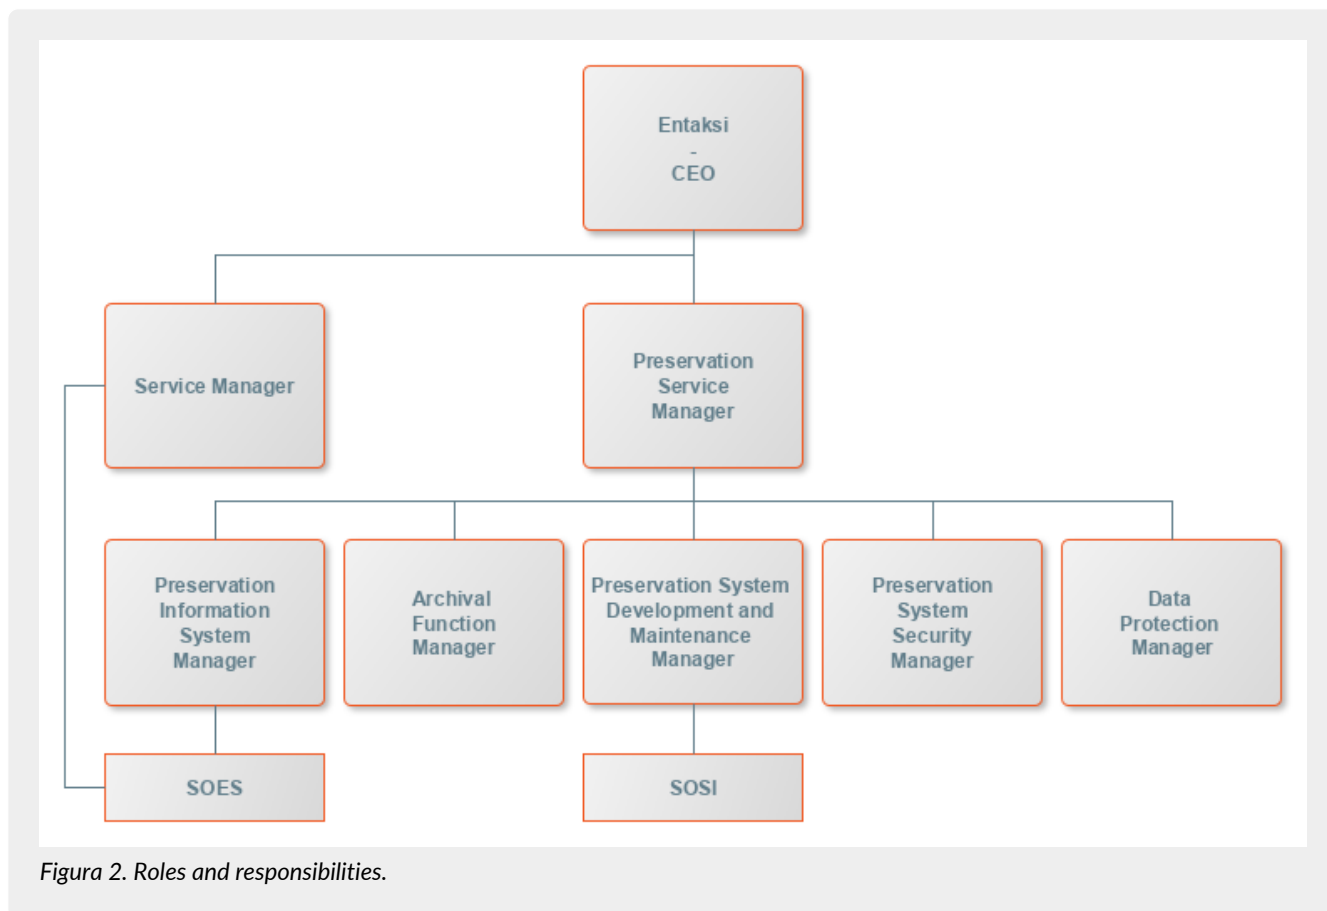 Entaksi
-
CEO
Service Manager
Preservation
Service
Manager
Preservation
Information
System
Manager
Archival
Function
Manager
Preservation System
Development and
Maintenance
Manager
Preservation
System
Security
Manager
Data
Protection
Manager
SOES
SOSI
Figura 2. Roles and responsibilities.